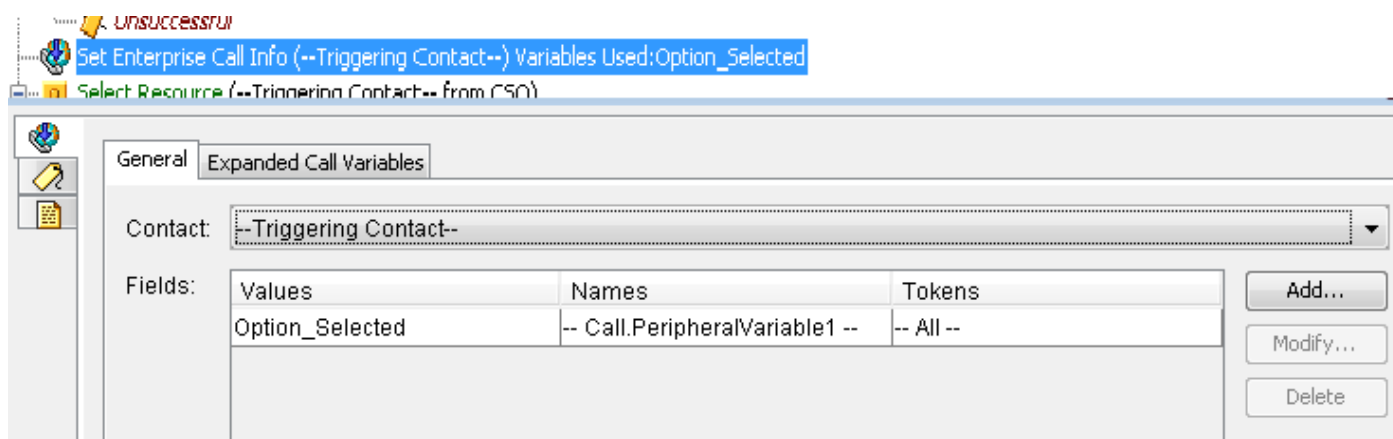 Unsuccessful
Set Enterprise Call Info (--Triggering Contact--) Variables Used:Option_Selected
Select Resource (--Triggering Contact-- from CSQ)
General Expanded Call Variables
Contact: --Triggering Contact--
Fields: Values Names Tokens Add...
Option_Selected -- Call.PeripheralVariable1 -- -- All --
Modify...
Delete